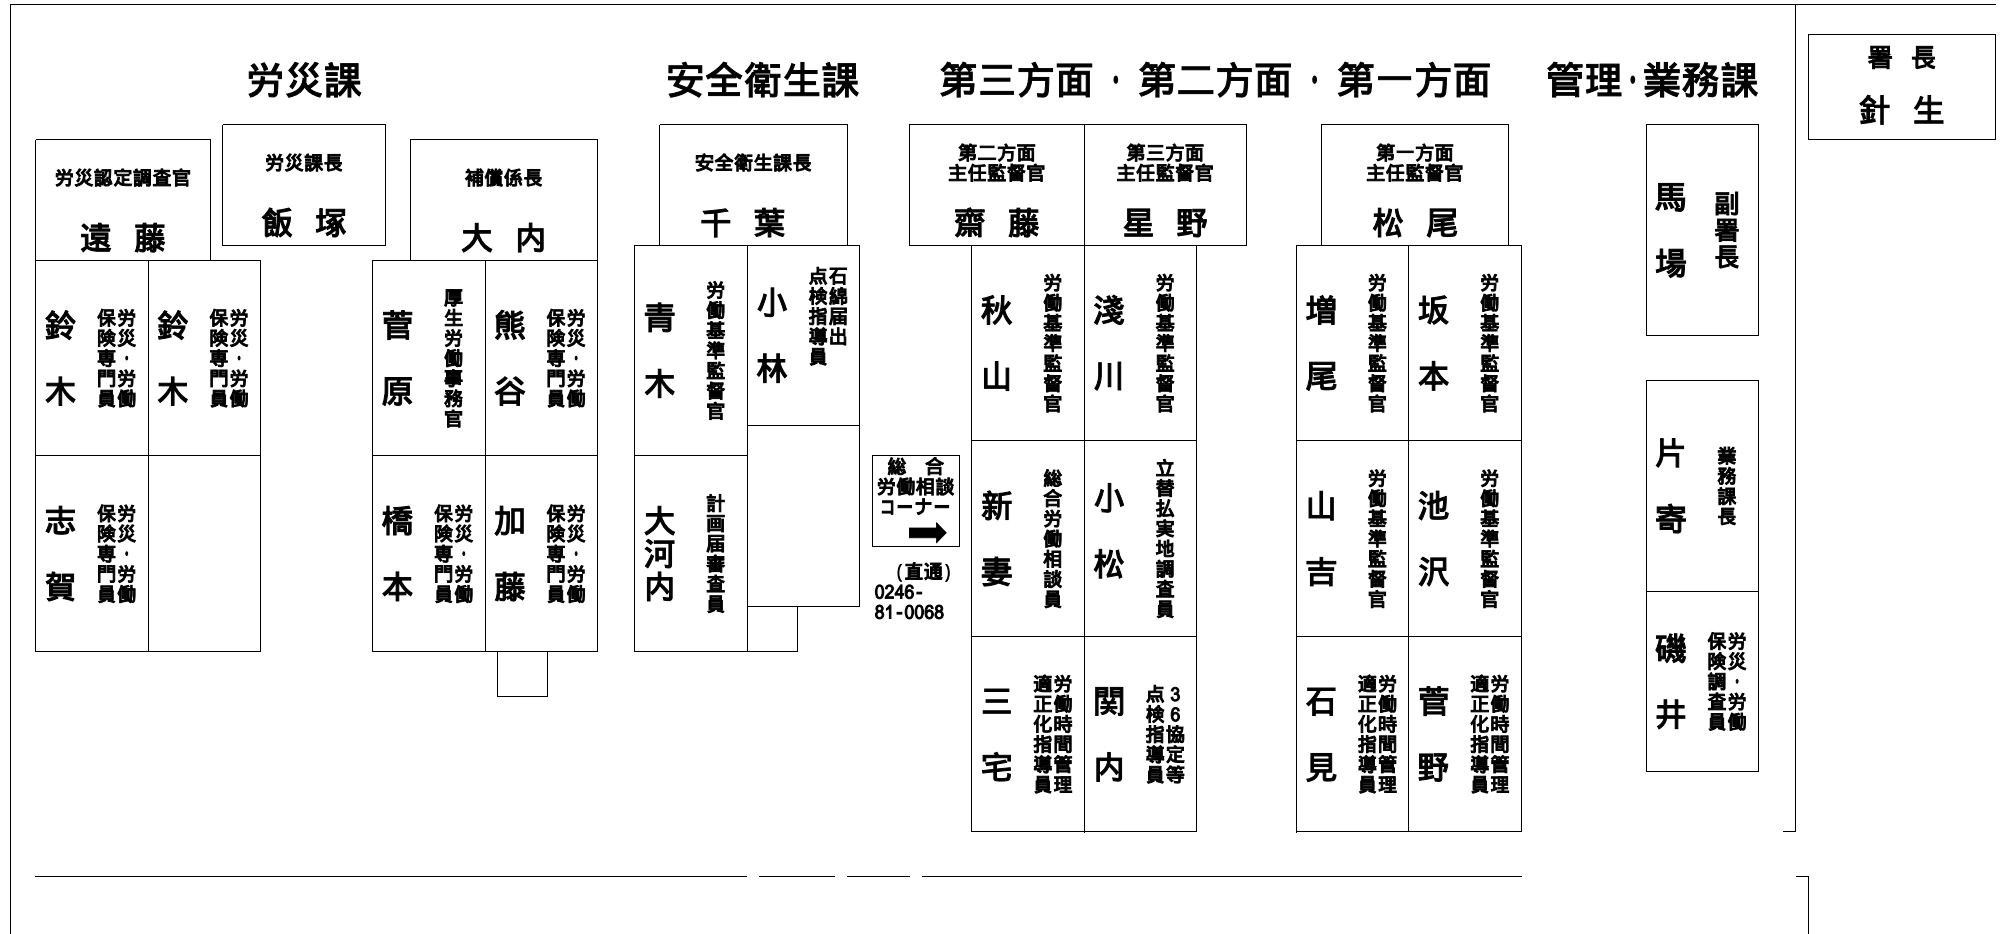 労災課
安全衛生課
第三方面・第二方面・第一方面
管理・業務課
署長
針生
労災認定調査官
遠藤
労災課長
飯塚
補償係長
大内
安全衛生課長
千葉
第二方面
主任監督官
齋藤
第三方面
主任監督官
星野
第一方面
主任監督官
松尾
副署長
馬場
労災・労働
保険専門員
鈴木
労災・労働
保険専門員
鈴木
厚生労働事務官
菅原
労災・労働
保険専門員
熊谷
労災・労働
保険専門員
志賀
労災・労働
保険専門員
橋本
労災・労働
保険専門員
加藤
労働基準監督官
青木
石綿届出
点検指導員
小林
計画届審査員
大河内
総合
労働相談
コーナー
(直通)
0246-
81-0068
労働基準監督官
秋山
労働基準監督官
淺川
総合労働相談員
新妻
立替払実地調査員
小松
労働時間管理
適正化指導員
三宅
36協定等
点検指導員
関内
労働基準監督官
増尾
労働基準監督官
坂本
労働基準監督官
山吉
労働基準監督官
池沢
労働時間管理
適正化指導員
石見
労働時間管理
適正化指導員
菅野
業務課長
片寄
労災・労働
保険調査員
磯井